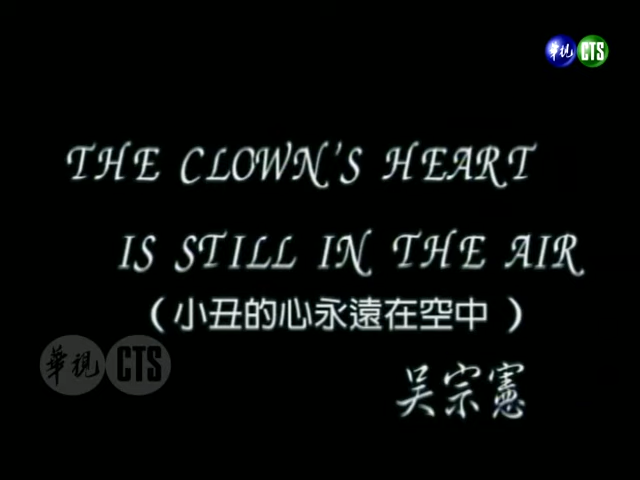 華視 CTS
THE CLOWN'S HEART
IS STILL IN THE AIR
(小丑的心永遠在空中)
華視 CTS
吳宗憲